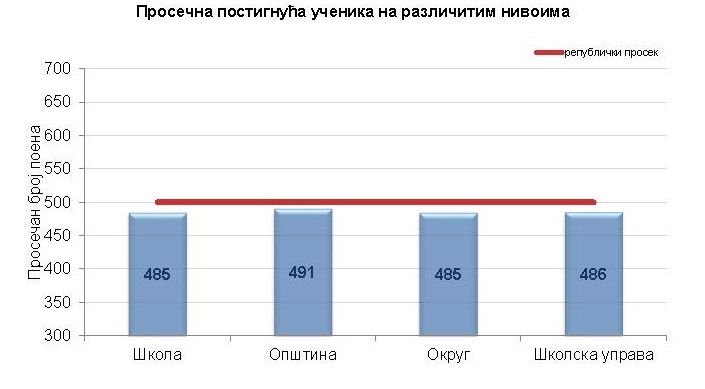 Просечна постигнућа ученика на различитим нивоима
републички просек
Просечан број поена
700
650
600
550
500
450
400
350
300
485
491
485
486
Школа
Општина
Округ
Школска управа